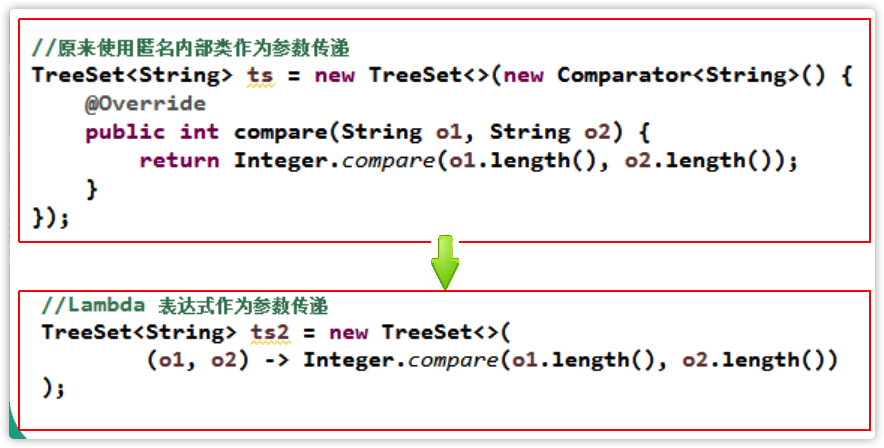 //原来使用匿名内部类作为参数传递
TreeSet<String> ts = new TreeSet<>(new Comparator<String>() {
@Override
public int compare(String o1, String o2) {
return Integer.compare(o1.length(), o2.length());
}
});
//Lambda 表达式作为参数传递
TreeSet<String> ts2 = new TreeSet<>(
(o1, o2) -> Integer.compare(o1.length(), o2.length())
);